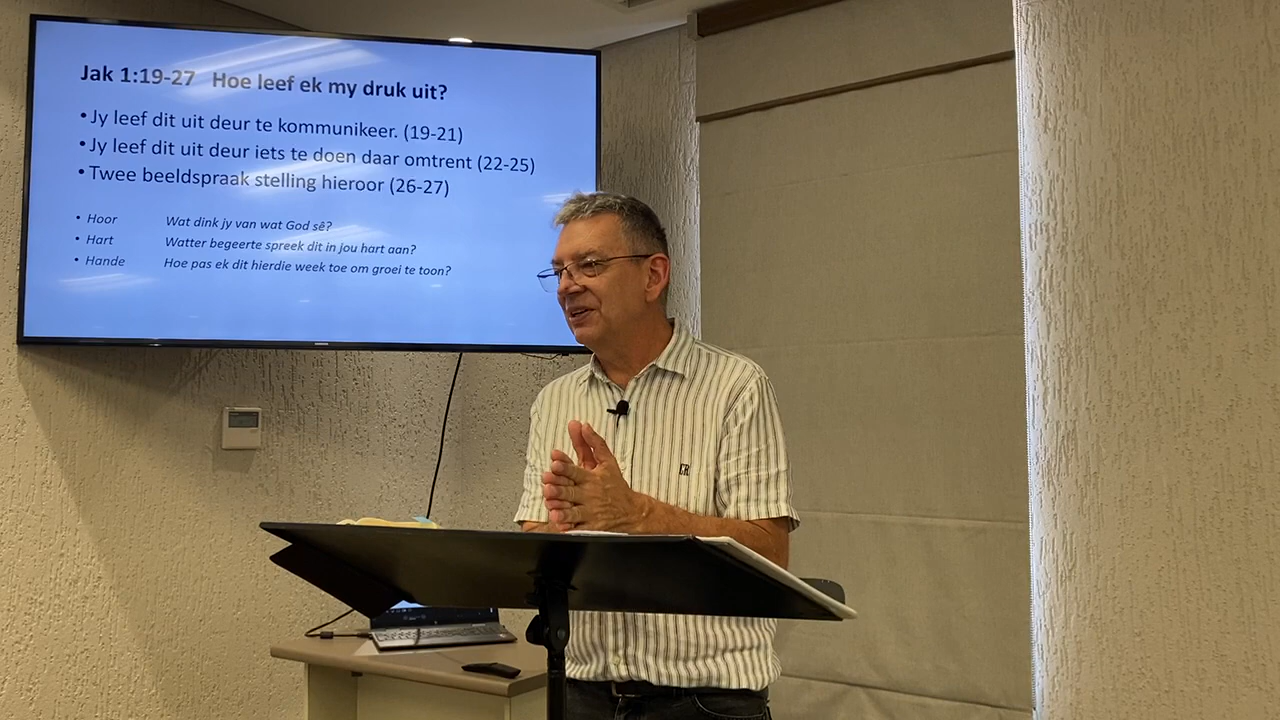 Jak 1:19-27 Hoe leef ek my druk uit?
• Jy leef dit uit deur te kommunikeer. (19-21)
• Jy leef dit uit deur iets te doen daar omtrent (22-25)
• Twee beeldspraak stelling hieroor (26-27)
• Hoor Wat dink jy van wat God sê?
• Hart Watter begeerte spreek dit in jou hart aan?
• Hande Hoe pas ek dit hierdie week toe om groei te toon?
SAMSUNG